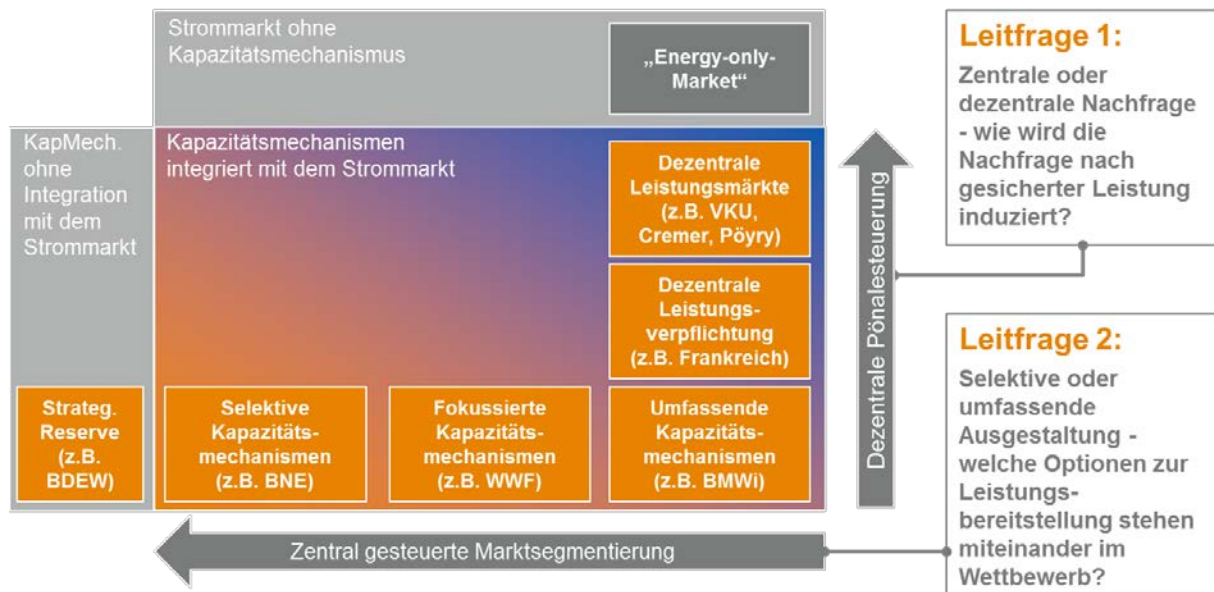 Strommarkt ohne
Kapazitätsmechanismus
„Energy-only-
Market“
KapMech.
ohne
Integration
mit dem
Strommarkt
Kapazitätsmechanismen
integriert mit dem Strommarkt
Dezentrale
Leistungsmärkte
(z.B. VKU,
Cremer, Pöyry)
Dezentrale
Leistungs-
verpflichtung
(z.B. Frankreich)
Strateg.
Reserve
(z.B.
BDEW)
Selektive
Kapazitäts-
mechanismen
(z.B. BNE)
Fokussierte
Kapazitäts-
mechanismen
(z.B. WWF)
Umfassende
Kapazitäts-
mechanismen
(z.B. BMWi)
Zentral gesteuerte Marktsegmentierung
Dezentrale Pönalesteuerung
Leitfrage 1:
Zentrale oder
dezentrale Nachfrage
- wie wird die
Nachfrage nach
gesicherter Leistung
induziert?
Leitfrage 2:
Selektive oder
umfassende
Ausgestaltung -
welche Optionen zur
Leistungs-
bereitstellung stehen
miteinander im
Wettbewerb?